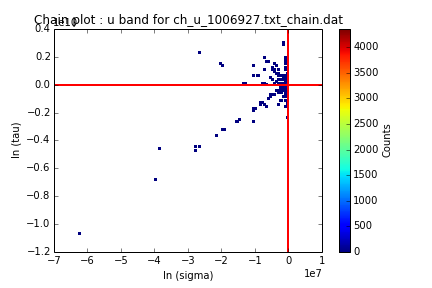 Chain plot : u band for ch_u_1006927.txt_chain.dat
1e10
0.4
0.2
0.0
−0.2
−0.4
−0.6
−0.8
−1.0
−1.2
ln (tau)
−7 −6 −5 −4 −3 −2 −1 0 1
1e7
ln (sigma)
4000
3500
3000
2500
2000
1500
1000
500
0
Counts